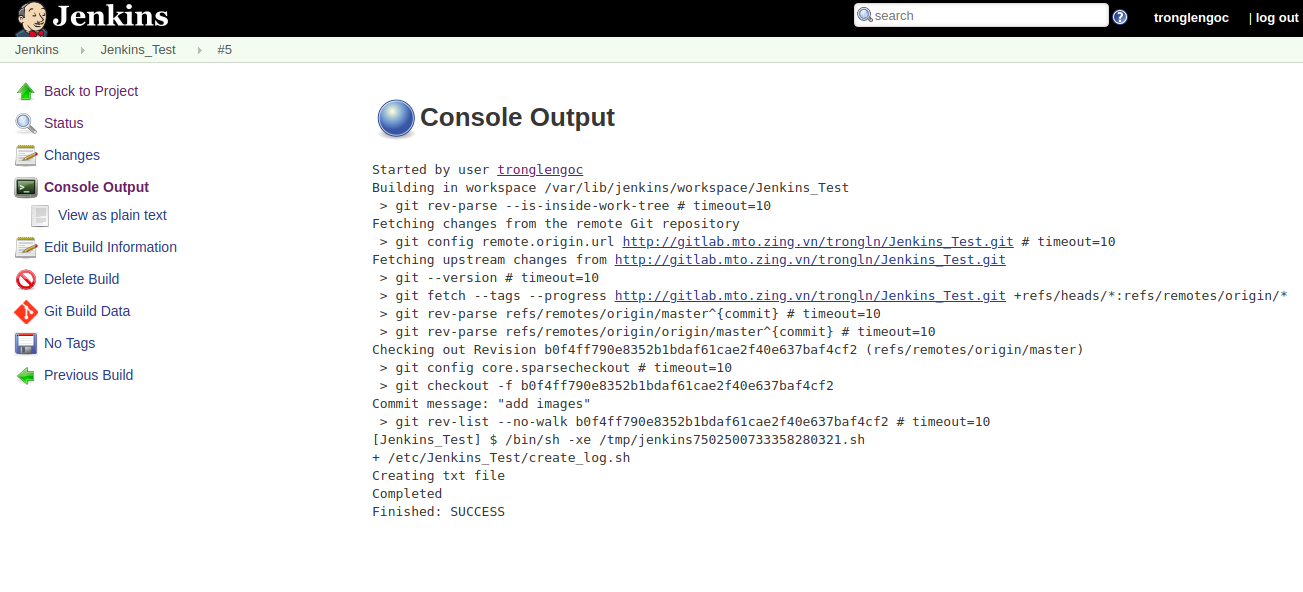 Jenkins
search
tronglengoc | log out
Jenkins Jenkins_Test #5
Back to Project
Status
Changes
Console Output
View as plain text
Edit Build Information
Delete Build
Git Build Data
No Tags
Previous Build
Console Output
Started by user tronglengoc
Building in workspace /var/lib/jenkins/workspace/Jenkins_Test
> git rev-parse --is-inside-work-tree # timeout=10
Fetching changes from the remote Git repository
> git config remote.origin.url http://gitlab.mto.zing.vn/trongln/Jenkins_Test.git # timeout=10
Fetching upstream changes from http://gitlab.mto.zing.vn/trongln/Jenkins_Test.git
> git --version # timeout=10
> git fetch --tags --progress http://gitlab.mto.zing.vn/trongln/Jenkins_Test.git +refs/heads/*:refs/remotes/origin/*
> git rev-parse refs/remotes/origin/master^{commit} # timeout=10
> git rev-parse refs/remotes/origin/origin/master^{commit} # timeout=10
Checking out Revision b0f4ff790e8352b1bdaf61cae2f40e637baf4cf2 (refs/remotes/origin/master)
> git config core.sparsecheckout # timeout=10
> git checkout -f b0f4ff790e8352b1bdaf61cae2f40e637baf4cf2
Commit message: "add images"
> git rev-list --no-walk b0f4ff790e8352b1bdaf61cae2f40e637baf4cf2 # timeout=10
[Jenkins_Test] $ /bin/sh -xe /tmp/jenkins7502500733358280321.sh
+ /etc/Jenkins_Test/create_log.sh
Creating txt file
Completed
Finished: SUCCESS